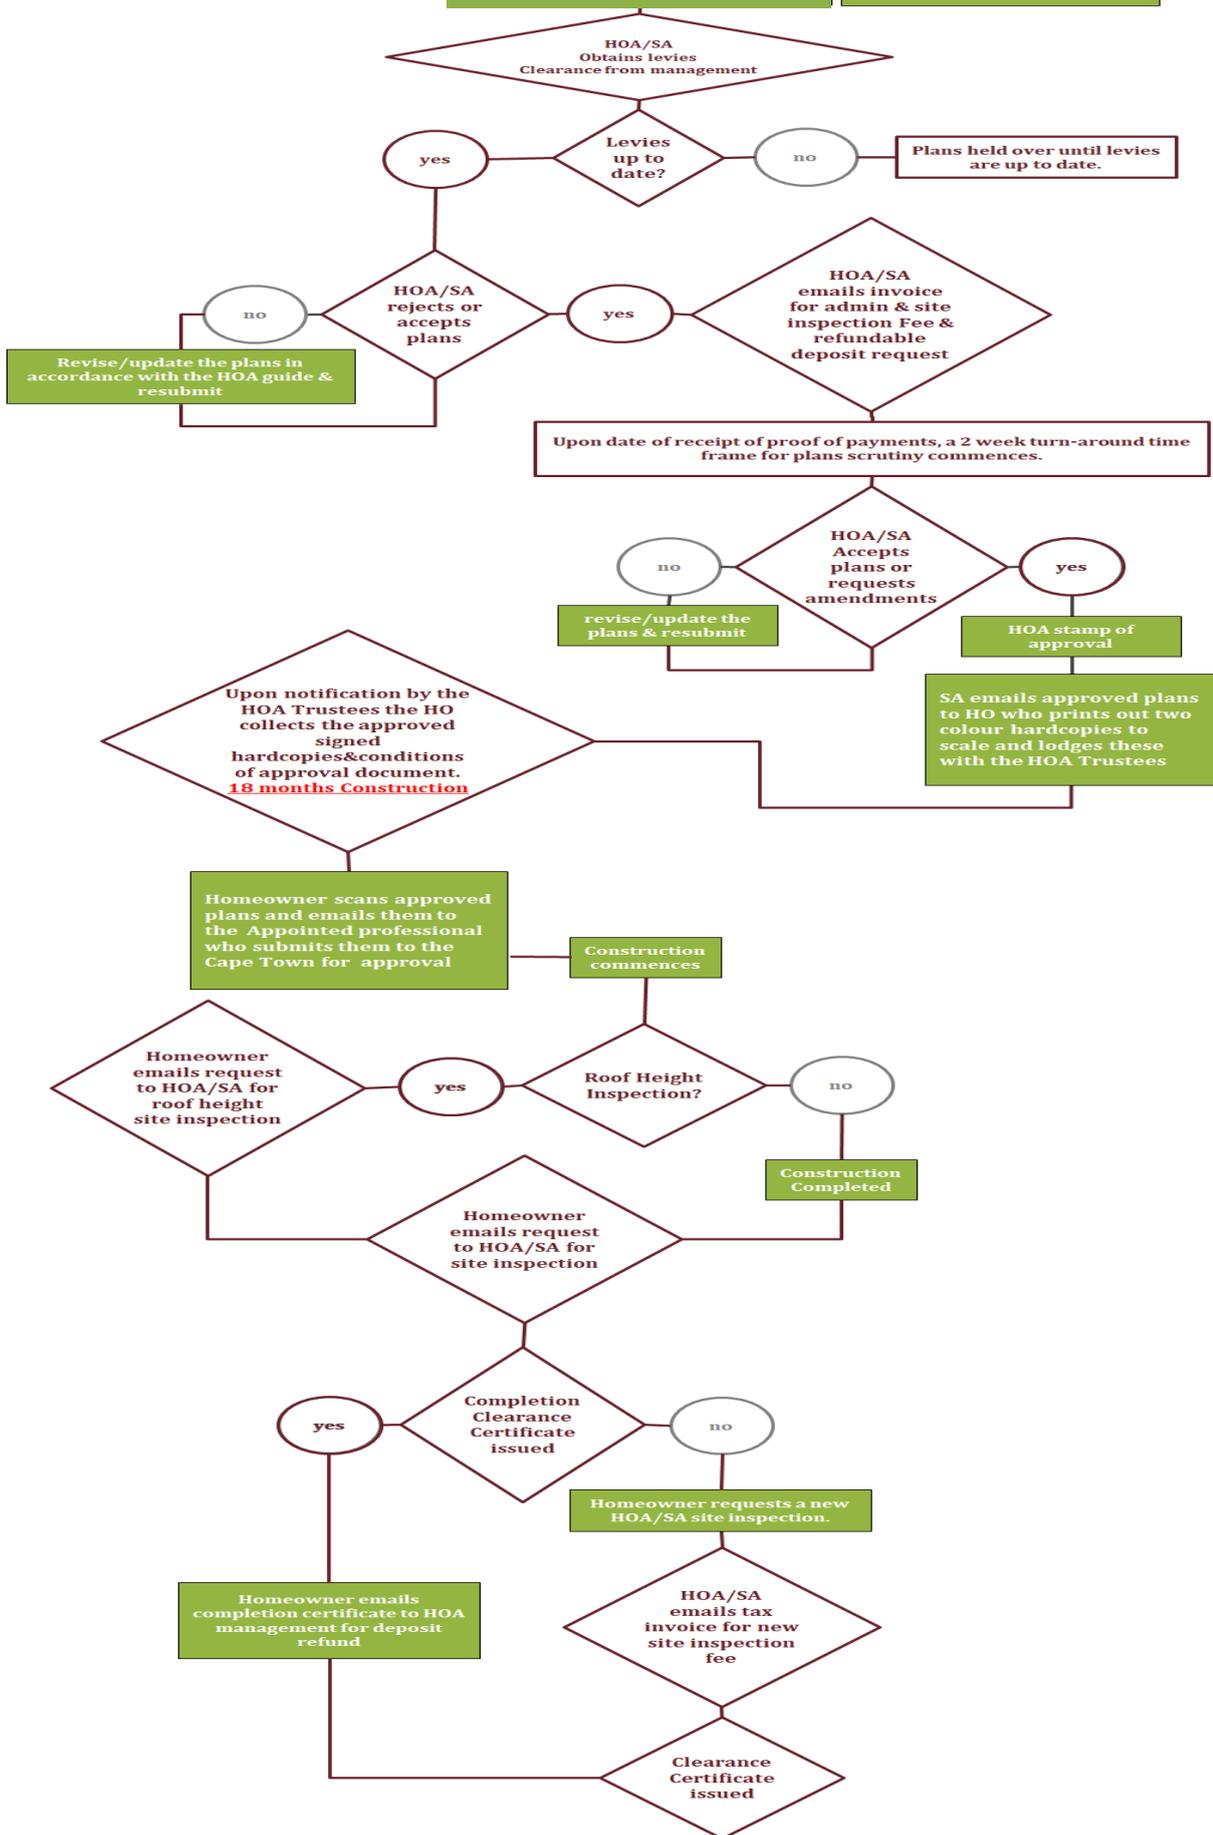 HOA/SA
Obtains levies
Clearance from management
Levies
up to
date?
yes
no
Plans held over until levies
are up to date.
HOA/SA
rejects or
accepts
plans
no
yes
HOA/SA
emails invoice
for admin & site
inspection Fee &
refundable
deposit request
Revise/update the plans in
accordance with the HOA guide &
resubmit
Upon date of receipt of proof of payments, a 2 week turn-around time
frame for plans scrutiny commences.
HOA/SA
Accepts
plans or
requests
amendments
no
yes
revise/update the
plans & resubmit
HOA stamp of
approval
SA emails approved plans
to HO who prints out two
colour hardcopies to
scale and lodges these
with the HOA Trustees
Upon notification by the
HOA Trustees the HO
collects the approved
signed
hardcopies&conditions
of approval document.
18 months Construction
Homeowner scans approved
plans and emails them to
the Appointed professional
who submits them to the
Cape Town for approval
Construction
commences
Roof Height
Inspection?
yes
no
Homeowner
emails request
to HOA/SA for
roof height
site inspection
Construction
Completed
Homeowner
emails request
to HOA/SA for
site inspection
Completion
Clearance
Certificate
issued
yes
no
Homeowner requests a new
HOA/SA site inspection.
Homeowner emails
completion certificate to HOA
management for deposit
refund
HOA/SA
emails tax
invoice for new
site inspection
fee
Clearance
Certificate
issued